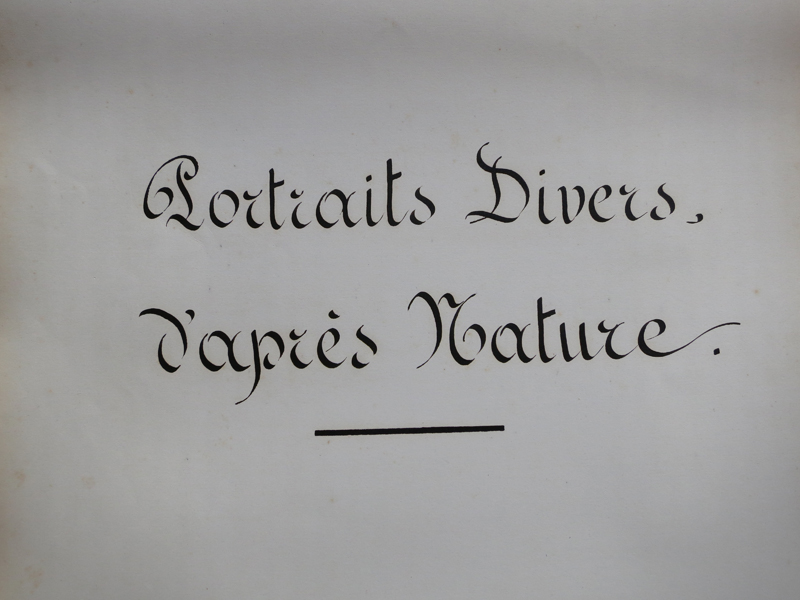 Portraits Divers,
d'après Nature.